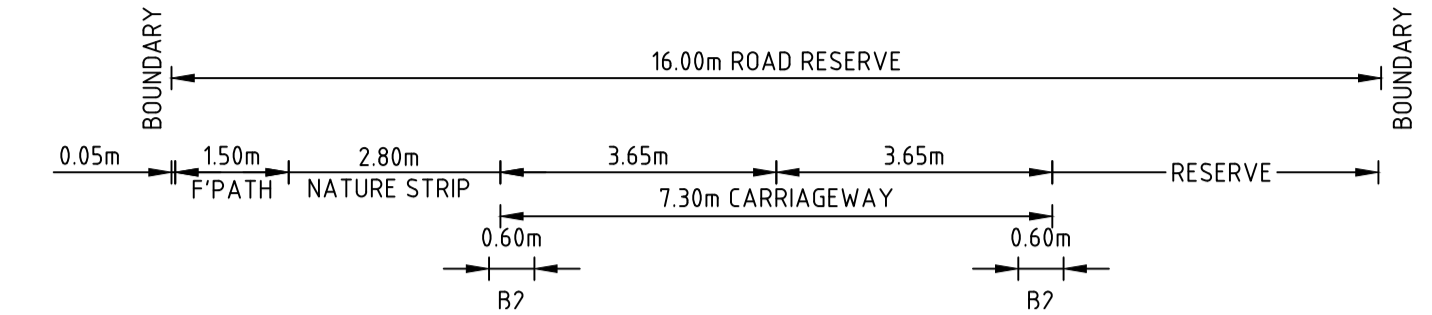 BOUNDARY
16.00m ROAD RESERVE
BOUNDARY
0.05m 1.50m 2.80m 3.65m 3.65m
F'PATH NATURE STRIP RESERVE
7.30m CARRIAGEWAY
0.60m 0.60m
B2 B2